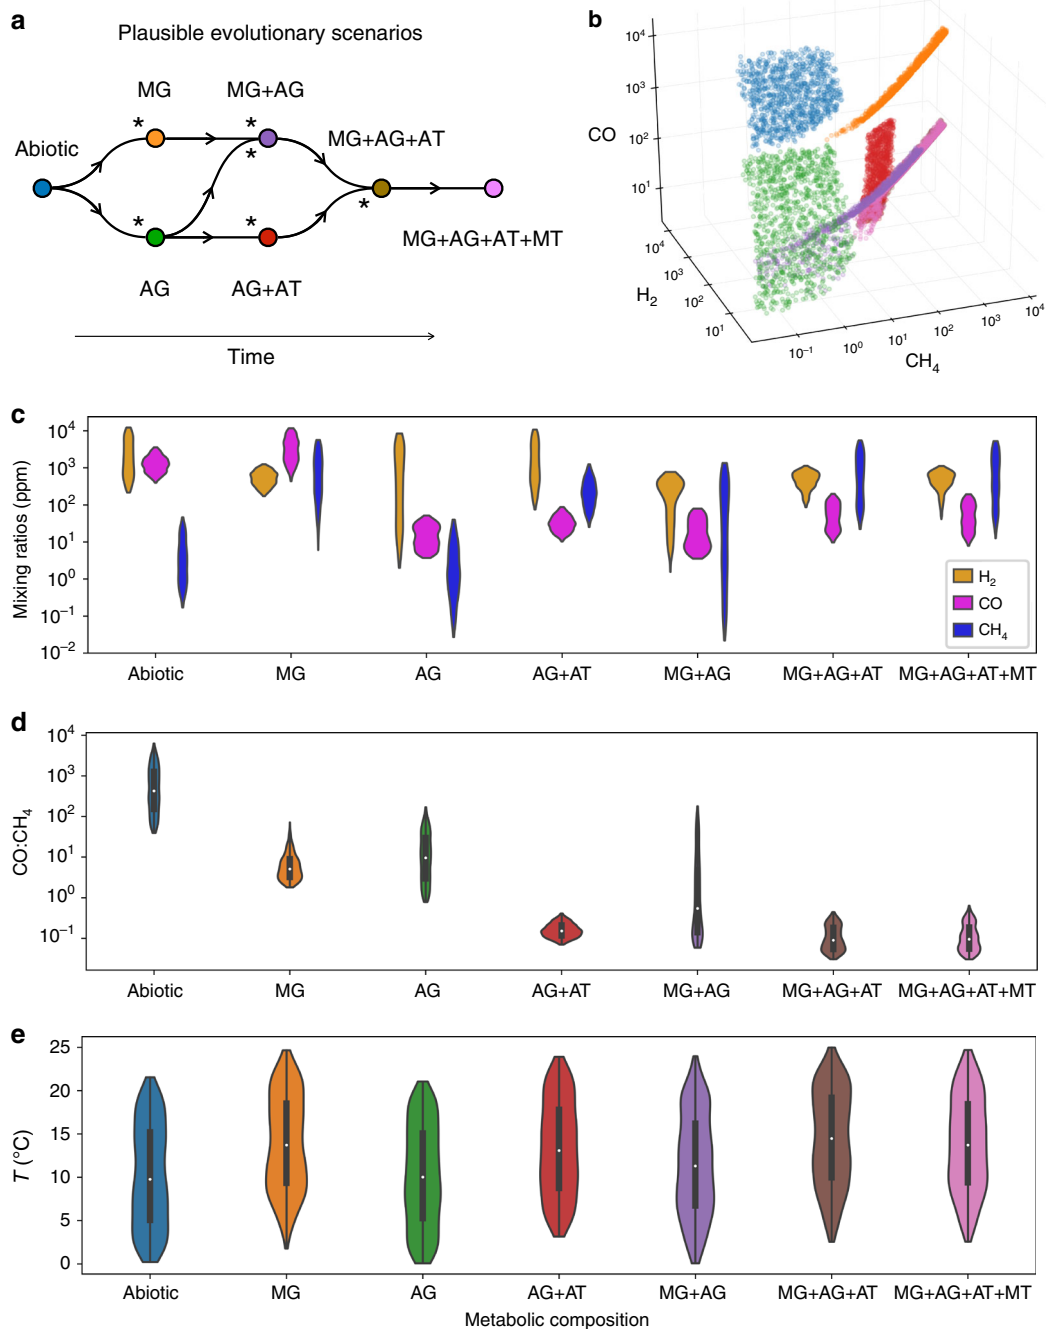 a
Plausible evolutionary scenarios
MG
MG+AG
*
*
Abiotic
*
MG+AG+AT
*
*
*
MG+AG+AT+MT
AG
AG+AT
Time
b
10⁴
10³
CO
10²
10¹
10⁴
10³
H₂
10²
10¹
10⁻¹
10⁰
10¹
10²
10³
10⁴
CH₄
c
Mixing ratios (ppm)
10⁴
10³
10²
10¹
10⁰
10⁻¹
10⁻²
H₂
CO
CH₄
Abiotic
MG
AG
AG+AT
MG+AG
MG+AG+AT
MG+AG+AT+MT
d
CO:CH₄
10⁴
10³
10²
10¹
10⁰
10⁻¹
Abiotic
MG
AG
AG+AT
MG+AG
MG+AG+AT
MG+AG+AT+MT
e
T (°C)
25
20
15
10
5
0
Abiotic
MG
AG
AG+AT
MG+AG
MG+AG+AT
MG+AG+AT+MT
Metabolic composition